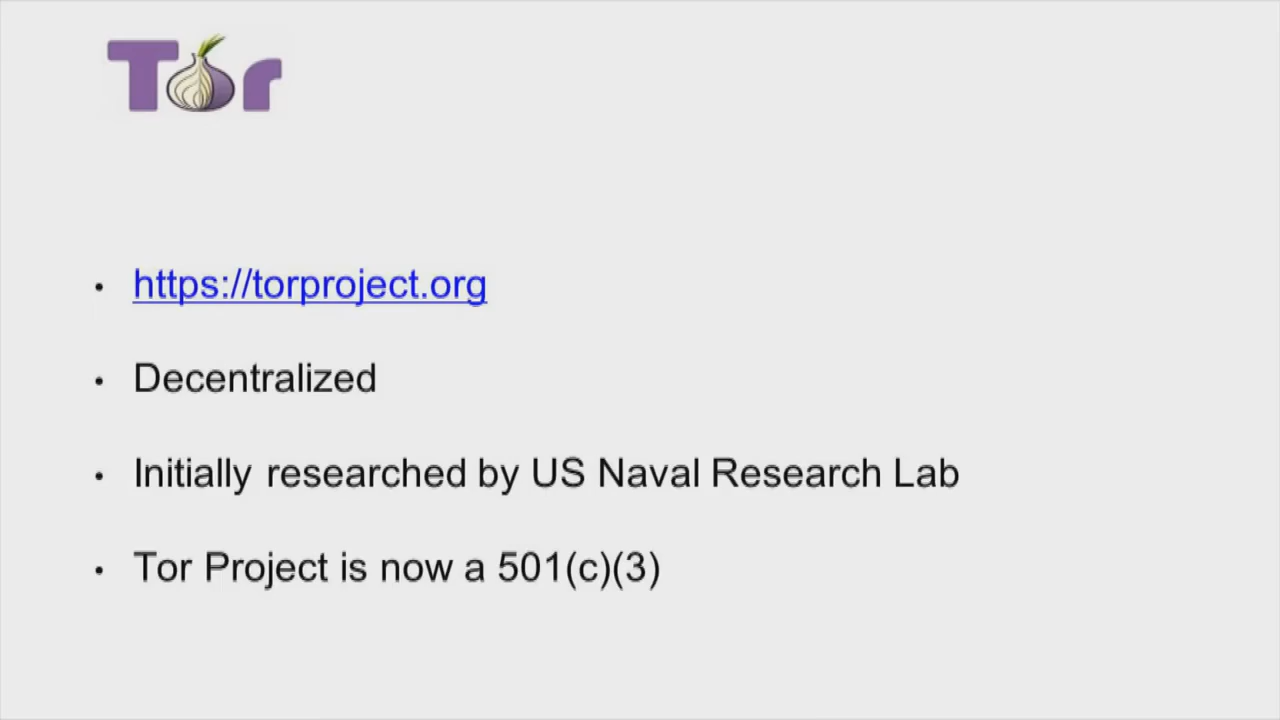 Tor
https://torproject.org
Decentralized
Initially researched by US Naval Research Lab
Tor Project is now a 501(c)(3)